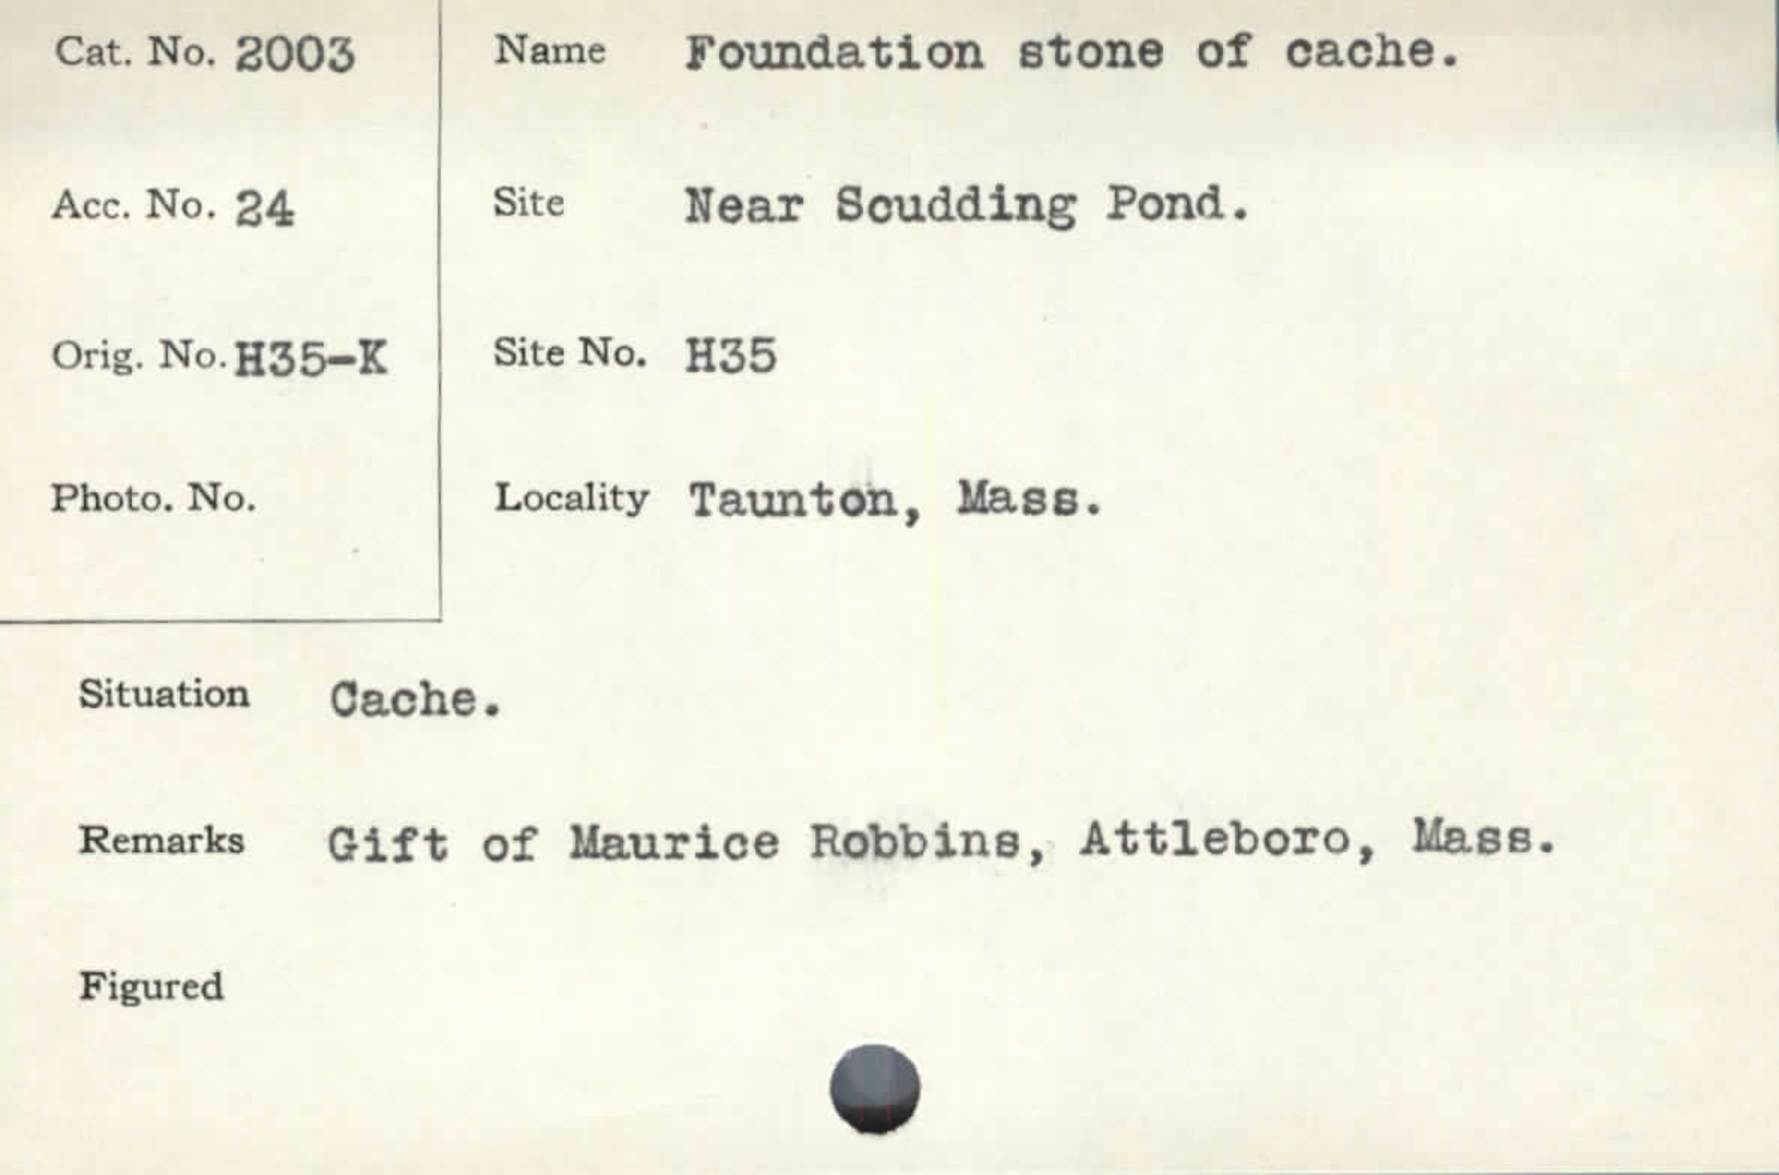 Cat. No. 2003
Name Foundation stone of cache.
Acc. No. 24
Site Near Scudding Pond.
Orig. No. H35-K
Site No. H35
Photo. No.
Locality Taunton, Mass.
Situation Cache.
Remarks Gift of Maurice Robbins, Attleboro, Mass.
Figured